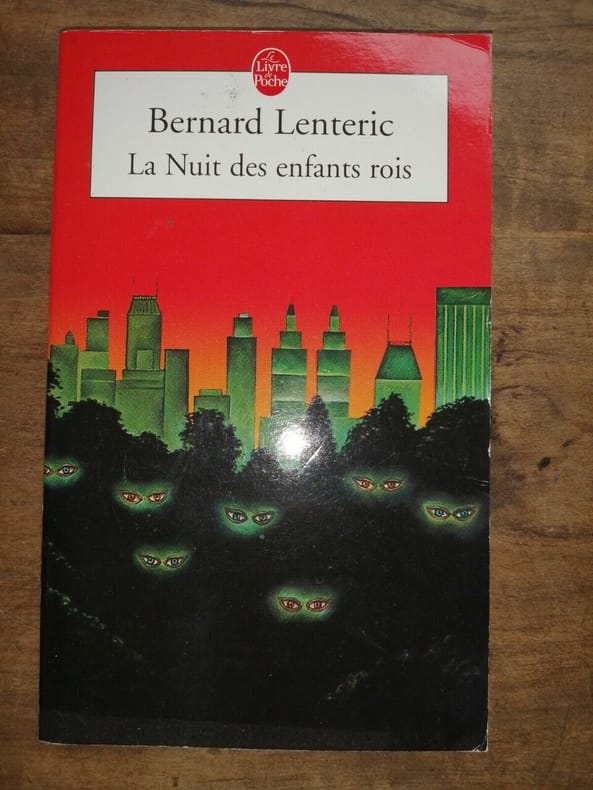 Le
Livre
de
Poche
Bernard Lenteric
La Nuit des enfants rois